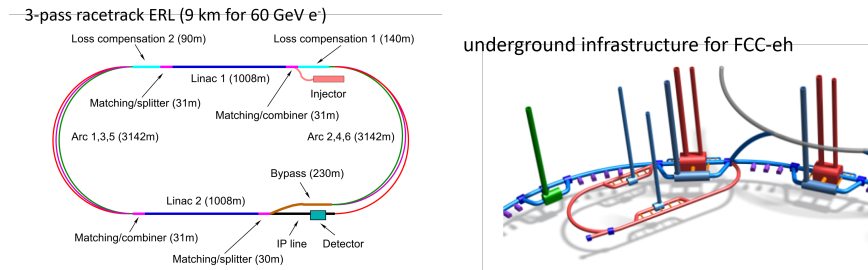 3-pass racetrack ERL (9 km for 60 GeV e⁻)
Loss compensation 2 (90m)
Loss compensation 1 (140m)
Linac 1 (1008m)
Injector
Matching/splitter (31m)
Matching/combiner (31m)
Arc 1,3,5 (3142m)
Arc 2,4,6 (3142m)
Bypass (230m)
Linac 2 (1008m)
Matching/combiner (31m)
IP line
Detector
Matching/splitter (30m)
underground infrastructure for FCC-eh